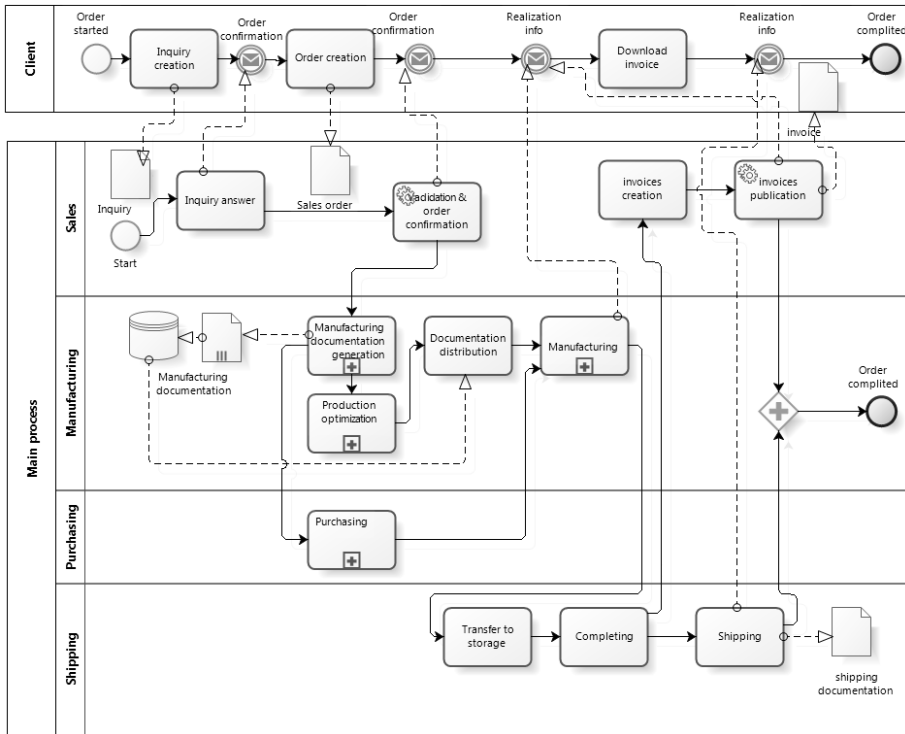 Order
started
Order
confirmation
Order
confirmation
Realization
info
Realization
info
Order
complited
Client
Inquiry
creation
Order creation
Download
invoice
invoice
Main process
Sales
Inquiry
Inquiry answer
Sales order
Vadidation &
order
confirmation
invoices
creation
invoices
publication
Start
Manufacturing
Manufacturing
documentation
generation
Documentation
distribution
Manufacturing
Manufacturing
documentation
Production
optimization
Order
complited
Purchasing
Purchasing
Shipping
Transfer to
storage
Completing
Shipping
shipping
documentation